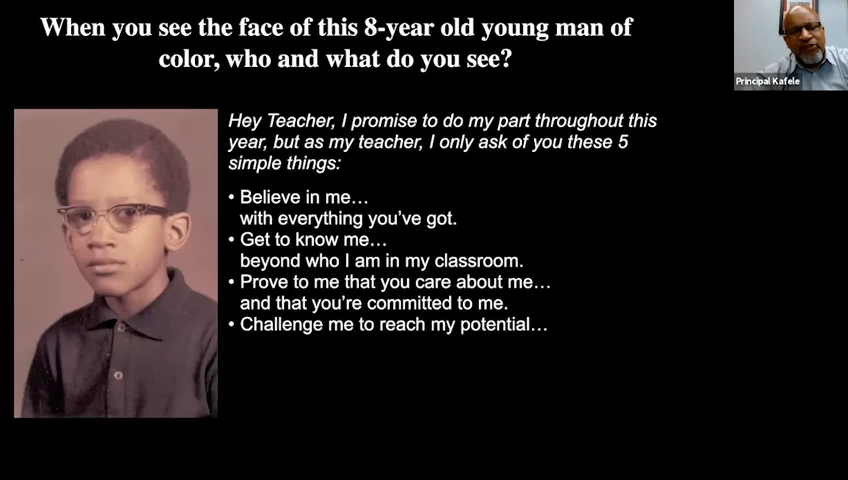 When you see the face of this 8-year old young man of
color, who and what do you see?
Principal Kafele
Hey Teacher, I promise to do my part throughout this
year, but as my teacher, I only ask of you these 5
simple things:
• Believe in me…
with everything you've got.
• Get to know me…
beyond who I am in my classroom.
• Prove to me that you care about me…
and that you're committed to me.
• Challenge me to reach my potential…